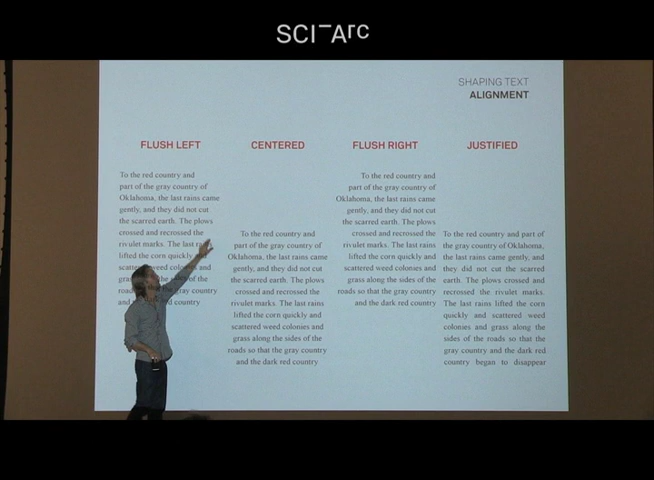 SCI-Arc
SHAPING TEXT
ALIGNMENT
FLUSH LEFT
To the red country and
part of the gray country of
Oklahoma, the last rains came
gently, and they did not cut
the scarred earth. The plows
crossed and recrossed the
rivulet marks. The last
lifted the corn quickly
weed colonies and
the sides of the
gray country
and country
CENTERED
To the red country and
part of the gray country of
Oklahoma, the last rains came
gently, and they did not cut
the scarred earth. The plows
crossed and recrossed the
rivulet marks. The last rains
lifted the corn quickly and
scattered weed colonies and
grass along the sides of the
roads so that the gray country
and the dark red country
FLUSH RIGHT
To the red country and
part of the gray country of
Oklahoma, the last rains came
gently, and they did not cut
the scarred earth. The plows
crossed and recrossed the
rivulet marks. The last rains
lifted the corn quickly and
scattered weed colonies and
grass along the sides of the
roads so that the gray country
and the dark red country
JUSTIFIED
To the red country and part of
the gray country of Oklahoma,
the last rains came gently, and
they did not cut the scarred
earth. The plows crossed and
recrossed the rivulet marks.
The last rains lifted the corn
quickly and scattered weed
colonies and grass along the
sides of the roads so that the
gray country and the dark red
country began to disappear